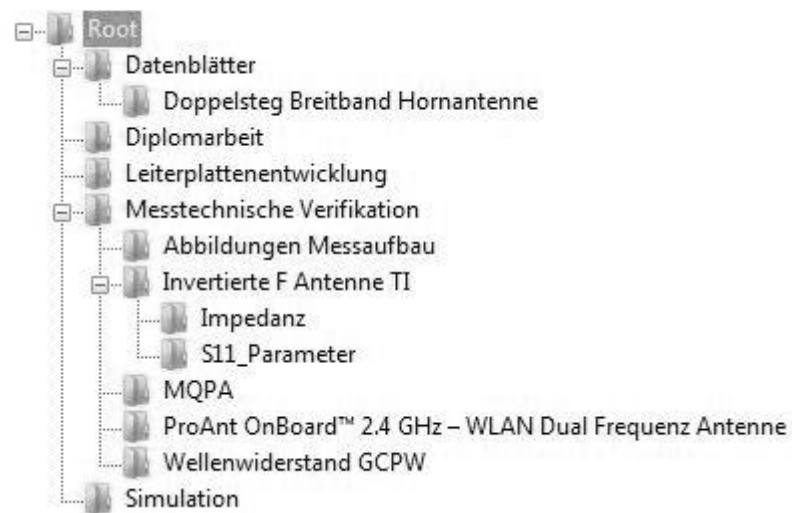 Root
Datenblätter
Doppelsteg Breitband Hornantenne
Diplomarbeit
Leiterplattenentwicklung
Messtechnische Verifikation
Abbildungen Messaufbau
Invertierte F Antenne TI
Impedanz
S11_Parameter
MQPA
ProAnt OnBoard™ 2.4 GHz – WLAN Dual Frequenz Antenne
Wellenwiderstand GCPW
Simulation